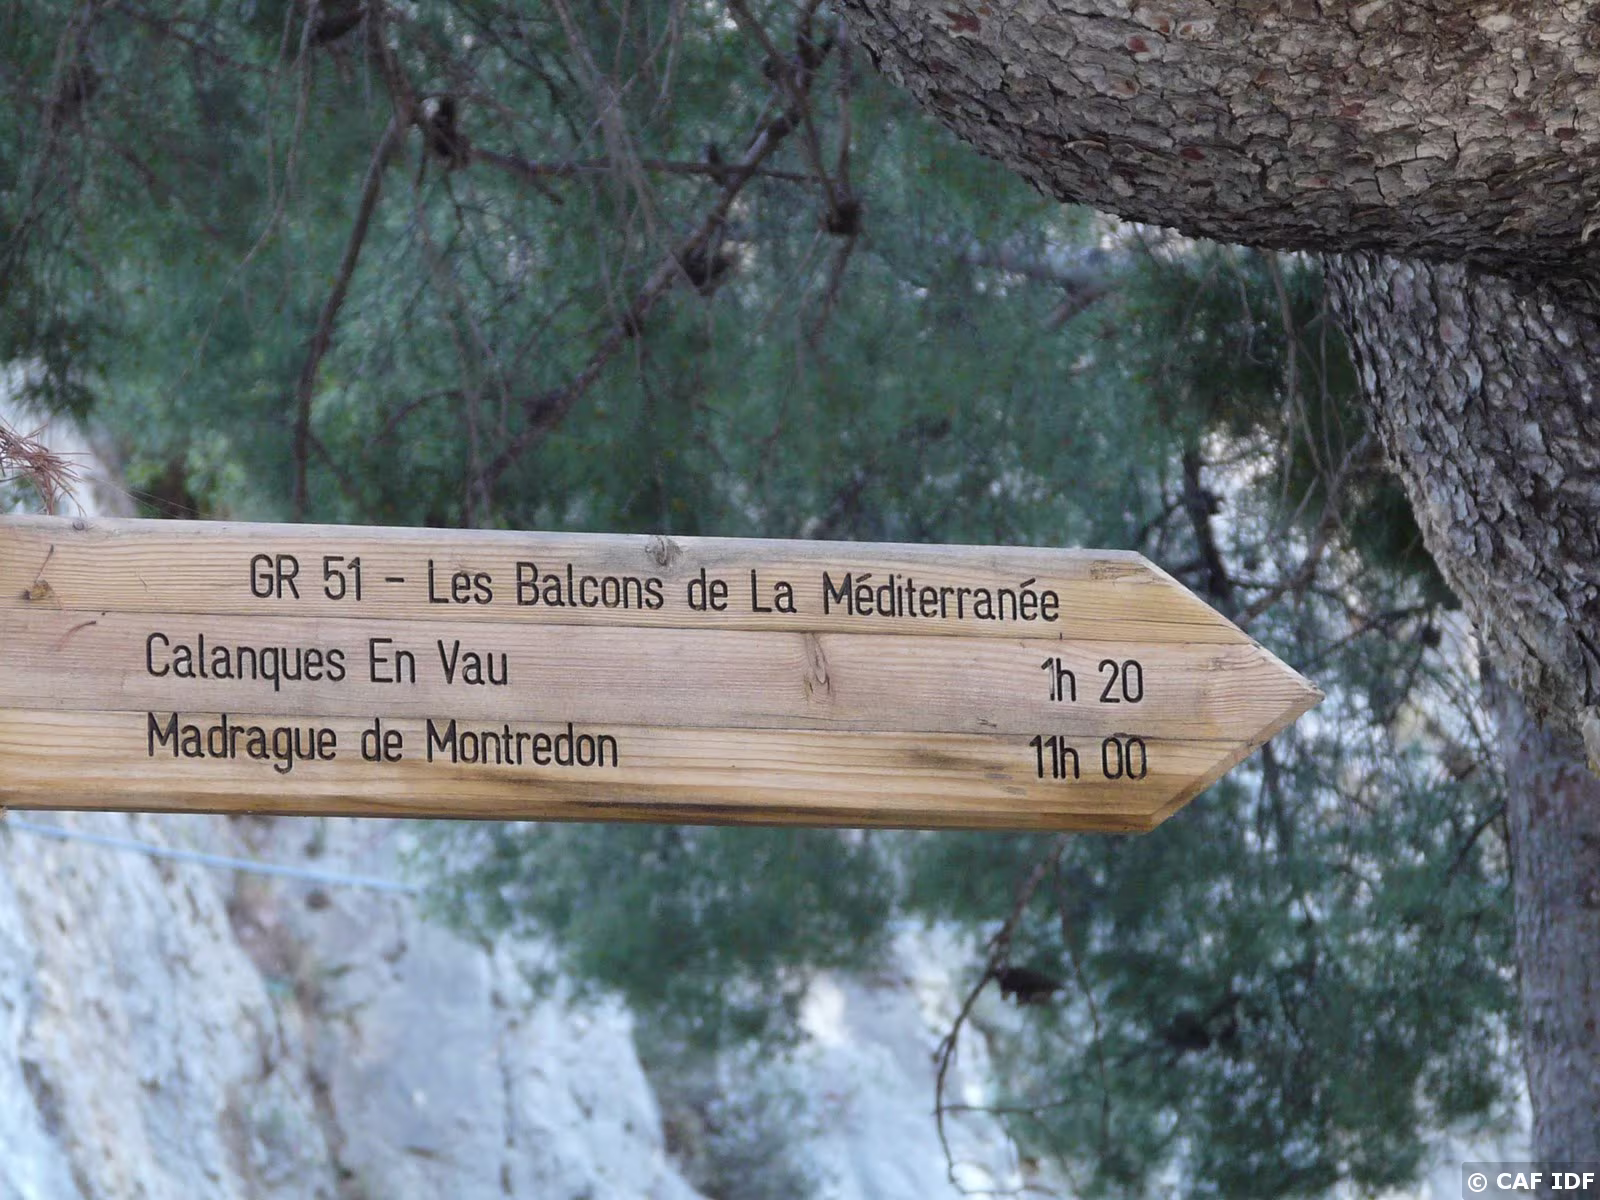 GR 51 - Les Balcons de La Méditerranée
Calanques En Vau 1h 20
Madrague de Montredon 11h 00
© CAF IDF